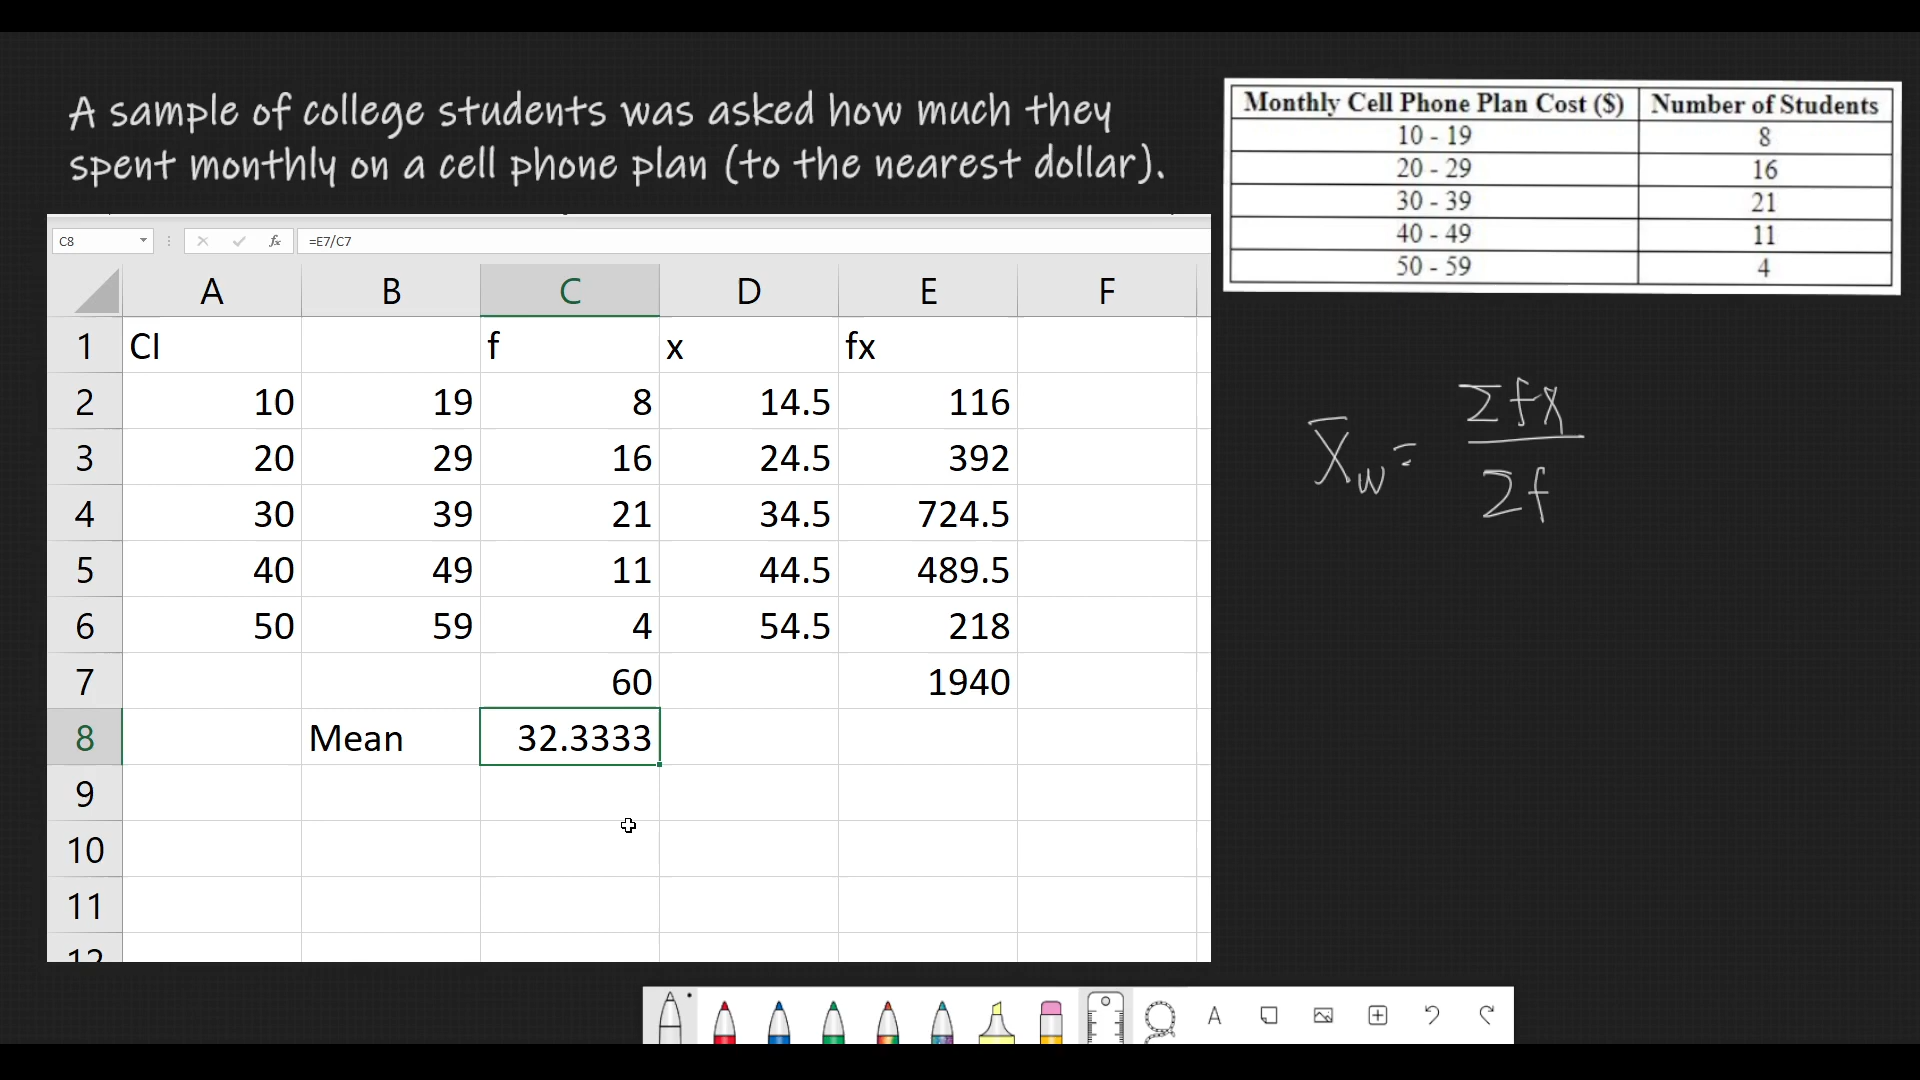 A sample of college students was asked how much they
spent monthly on a cell phone plan (to the nearest dollar).
Monthly Cell Phone Plan Cost ($) Number of Students
10 - 19 8
20 - 29 16
30 - 39 21
40 - 49 11
50 - 59 4
C8 fx =E7/C7
A B C D E F
1 CI f x fx
2 10 19 8 14.5 116
3 20 29 16 24.5 392
4 30 39 21 34.5 724.5
5 40 49 11 44.5 489.5
6 50 59 4 54.5 218
7 60 1940
8 Mean 32.3333
9
10
11
12
X̄w = Σfx
Σf
A